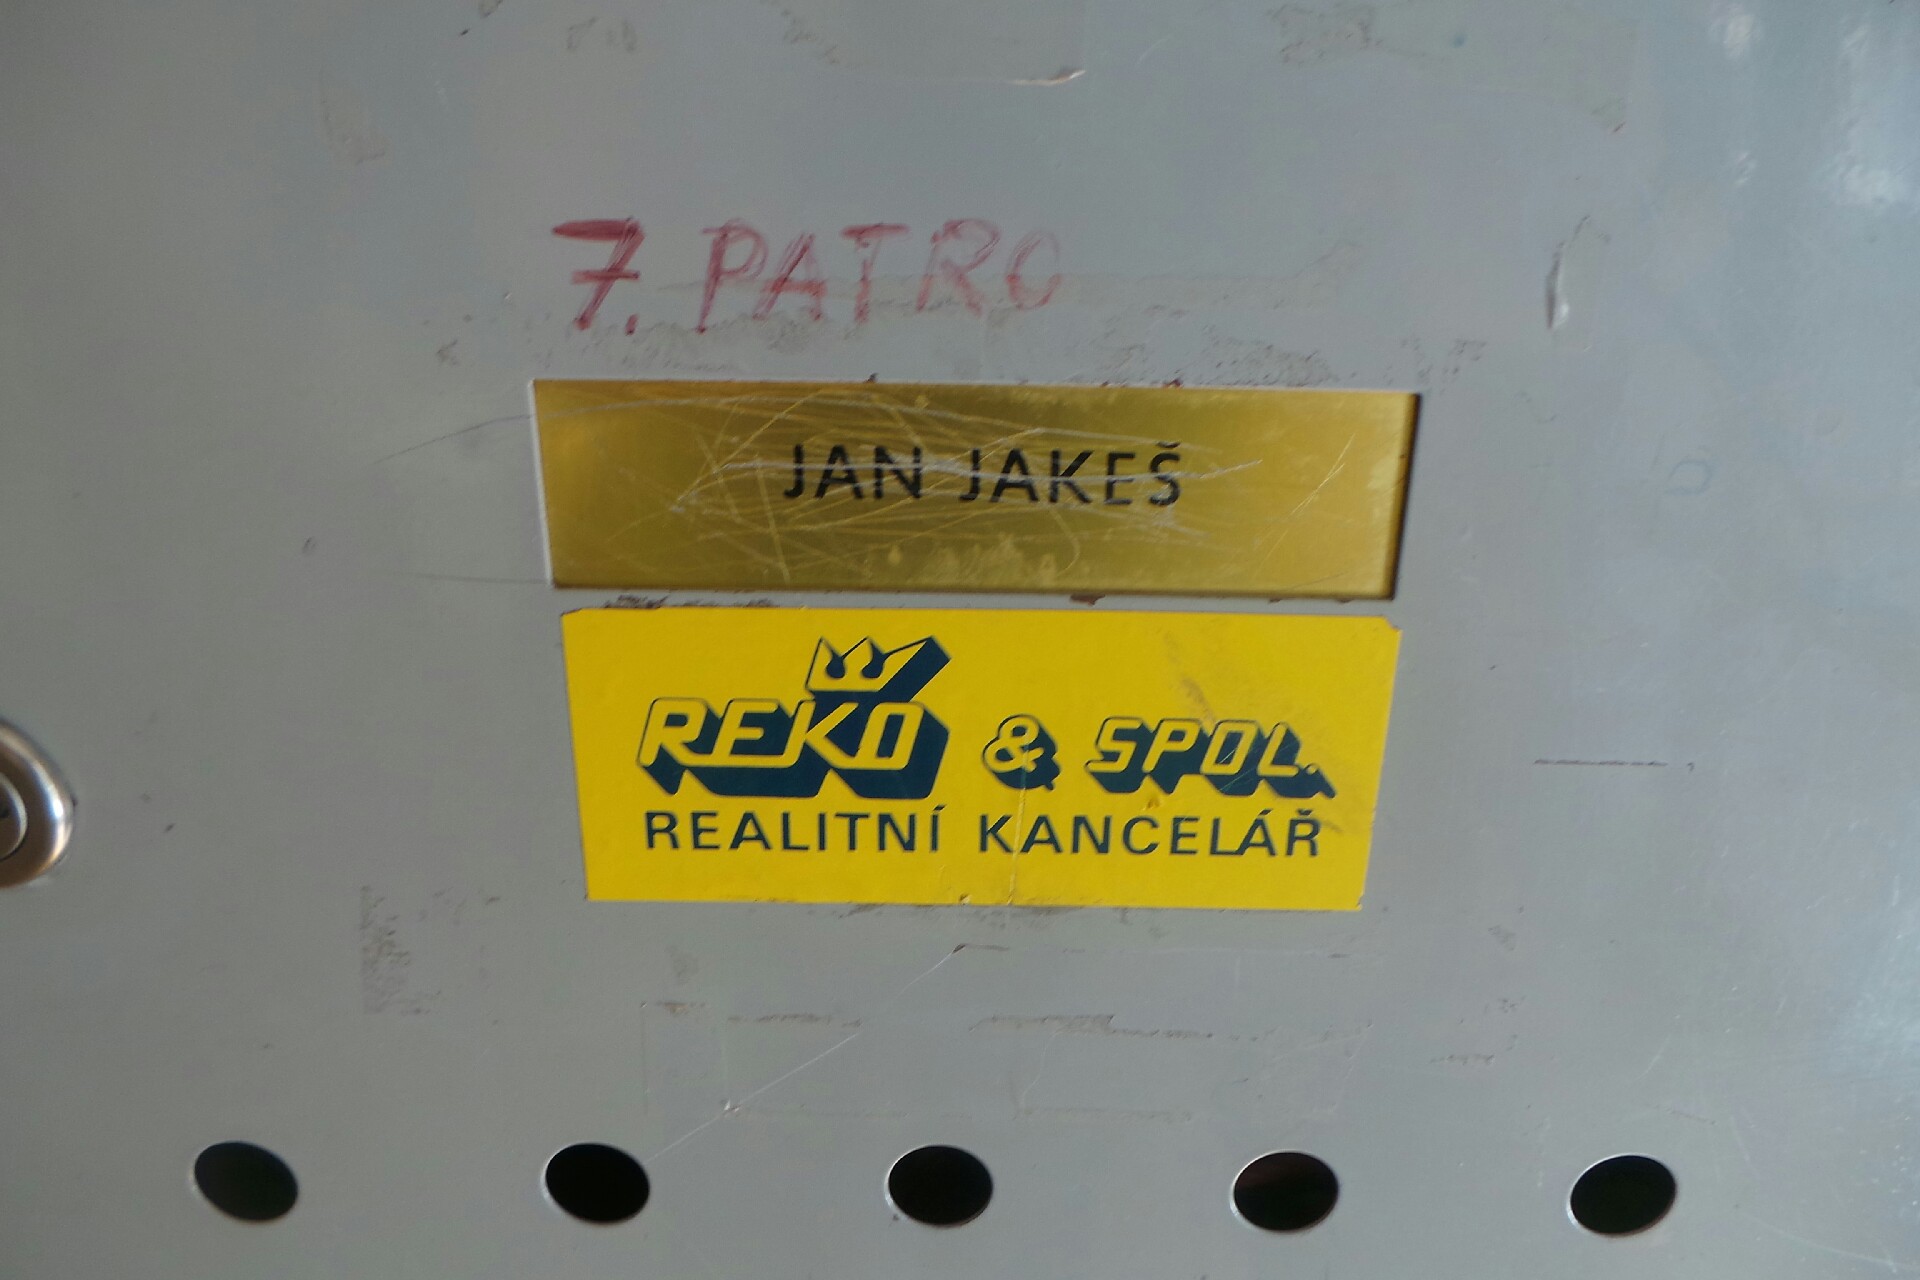 7. PATRO
JAN JAKEŠ
REKO & SPOL.
REALITNÍ KANCELÁŘ